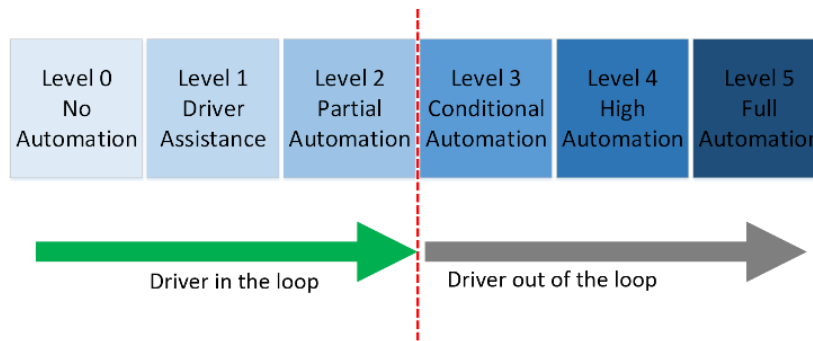 Level 0
No
Automation
Level 1
Driver
Assistance
Level 2
Partial
Automation
Level 3
Conditional
Automation
Level 4
High
Automation
Level 5
Full
Automation
Driver in the loop
Driver out of the loop